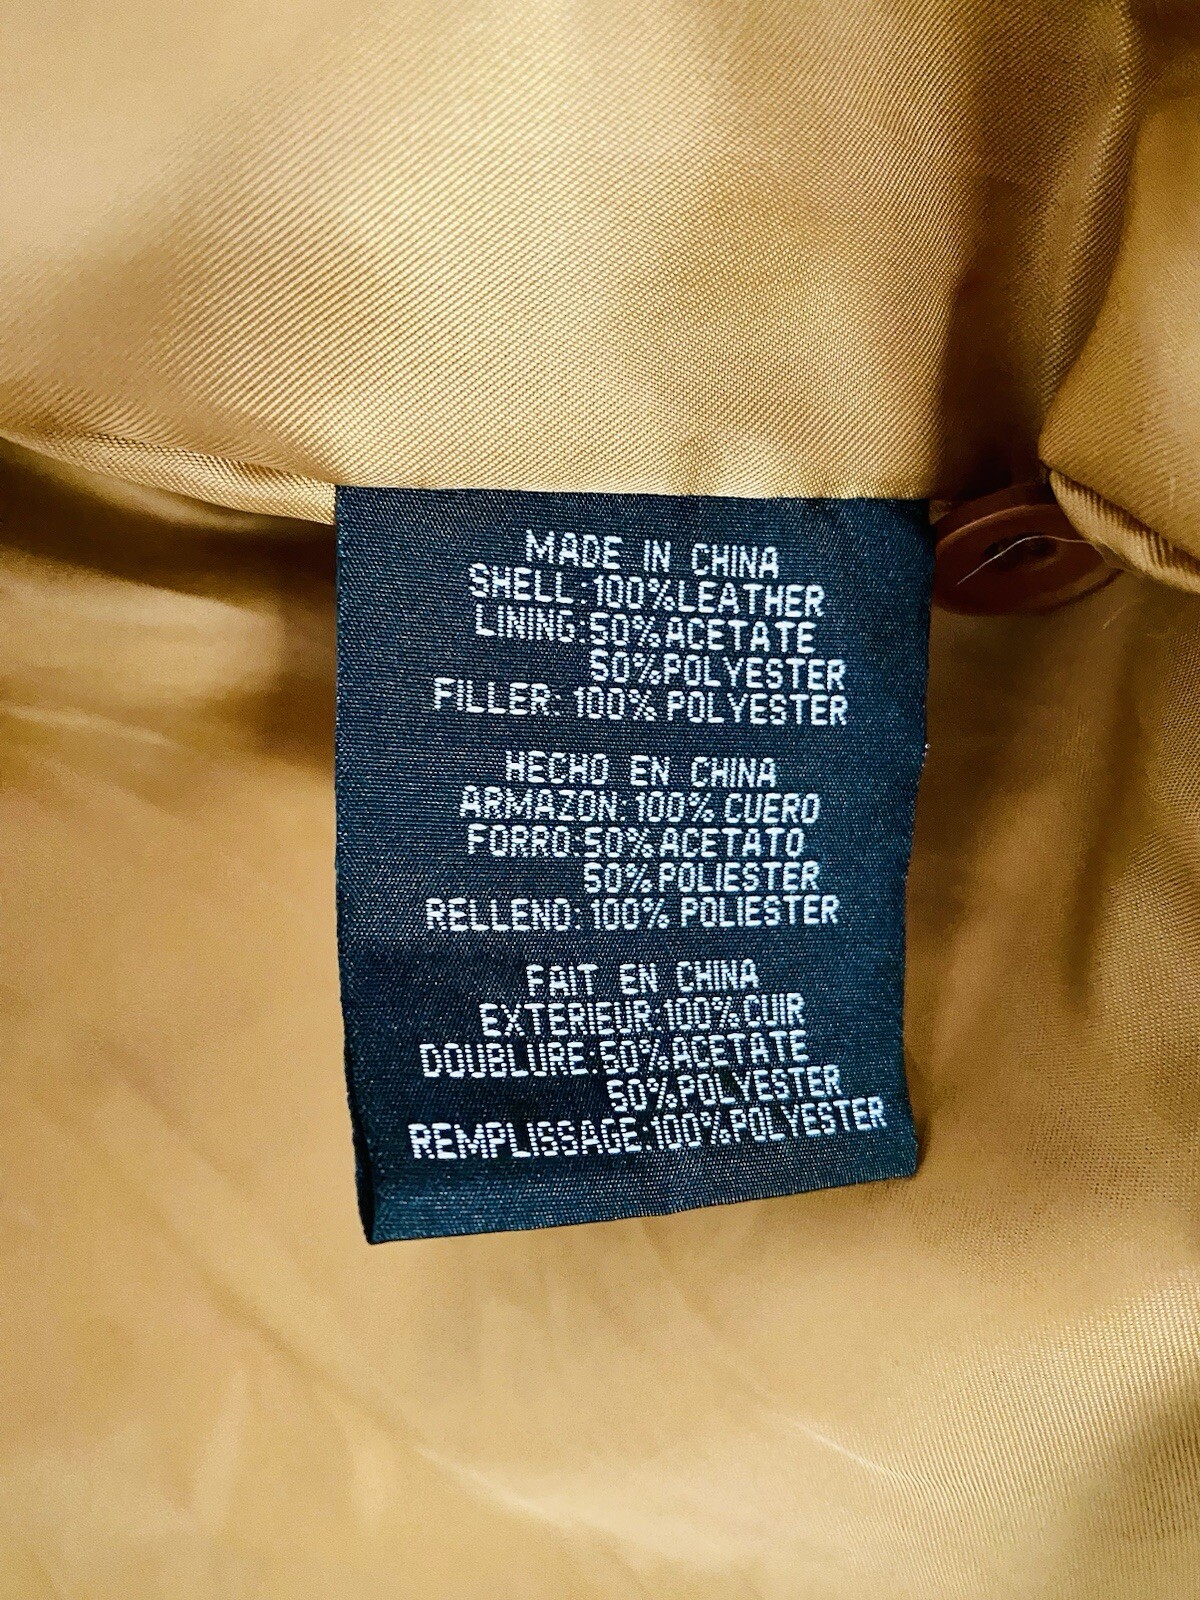 MADE IN CHINA
SHELL:100%LEATHER
LINING:50%ACETATE
50%POLYESTER
FILLER: 100% POLYESTER
HECHO EN CHINA
ARMAZON:100% CUERO
FORRO:50%ACETATO
50% POLIESTER
RELLENO: 100% POLIESTER
FAIT EN CHINA
EXTERIEUR:100%CUIR
DOUBLURE:50%ACETATE
50%POLYESTER
REMPLISSAGE:100%POLYESTER